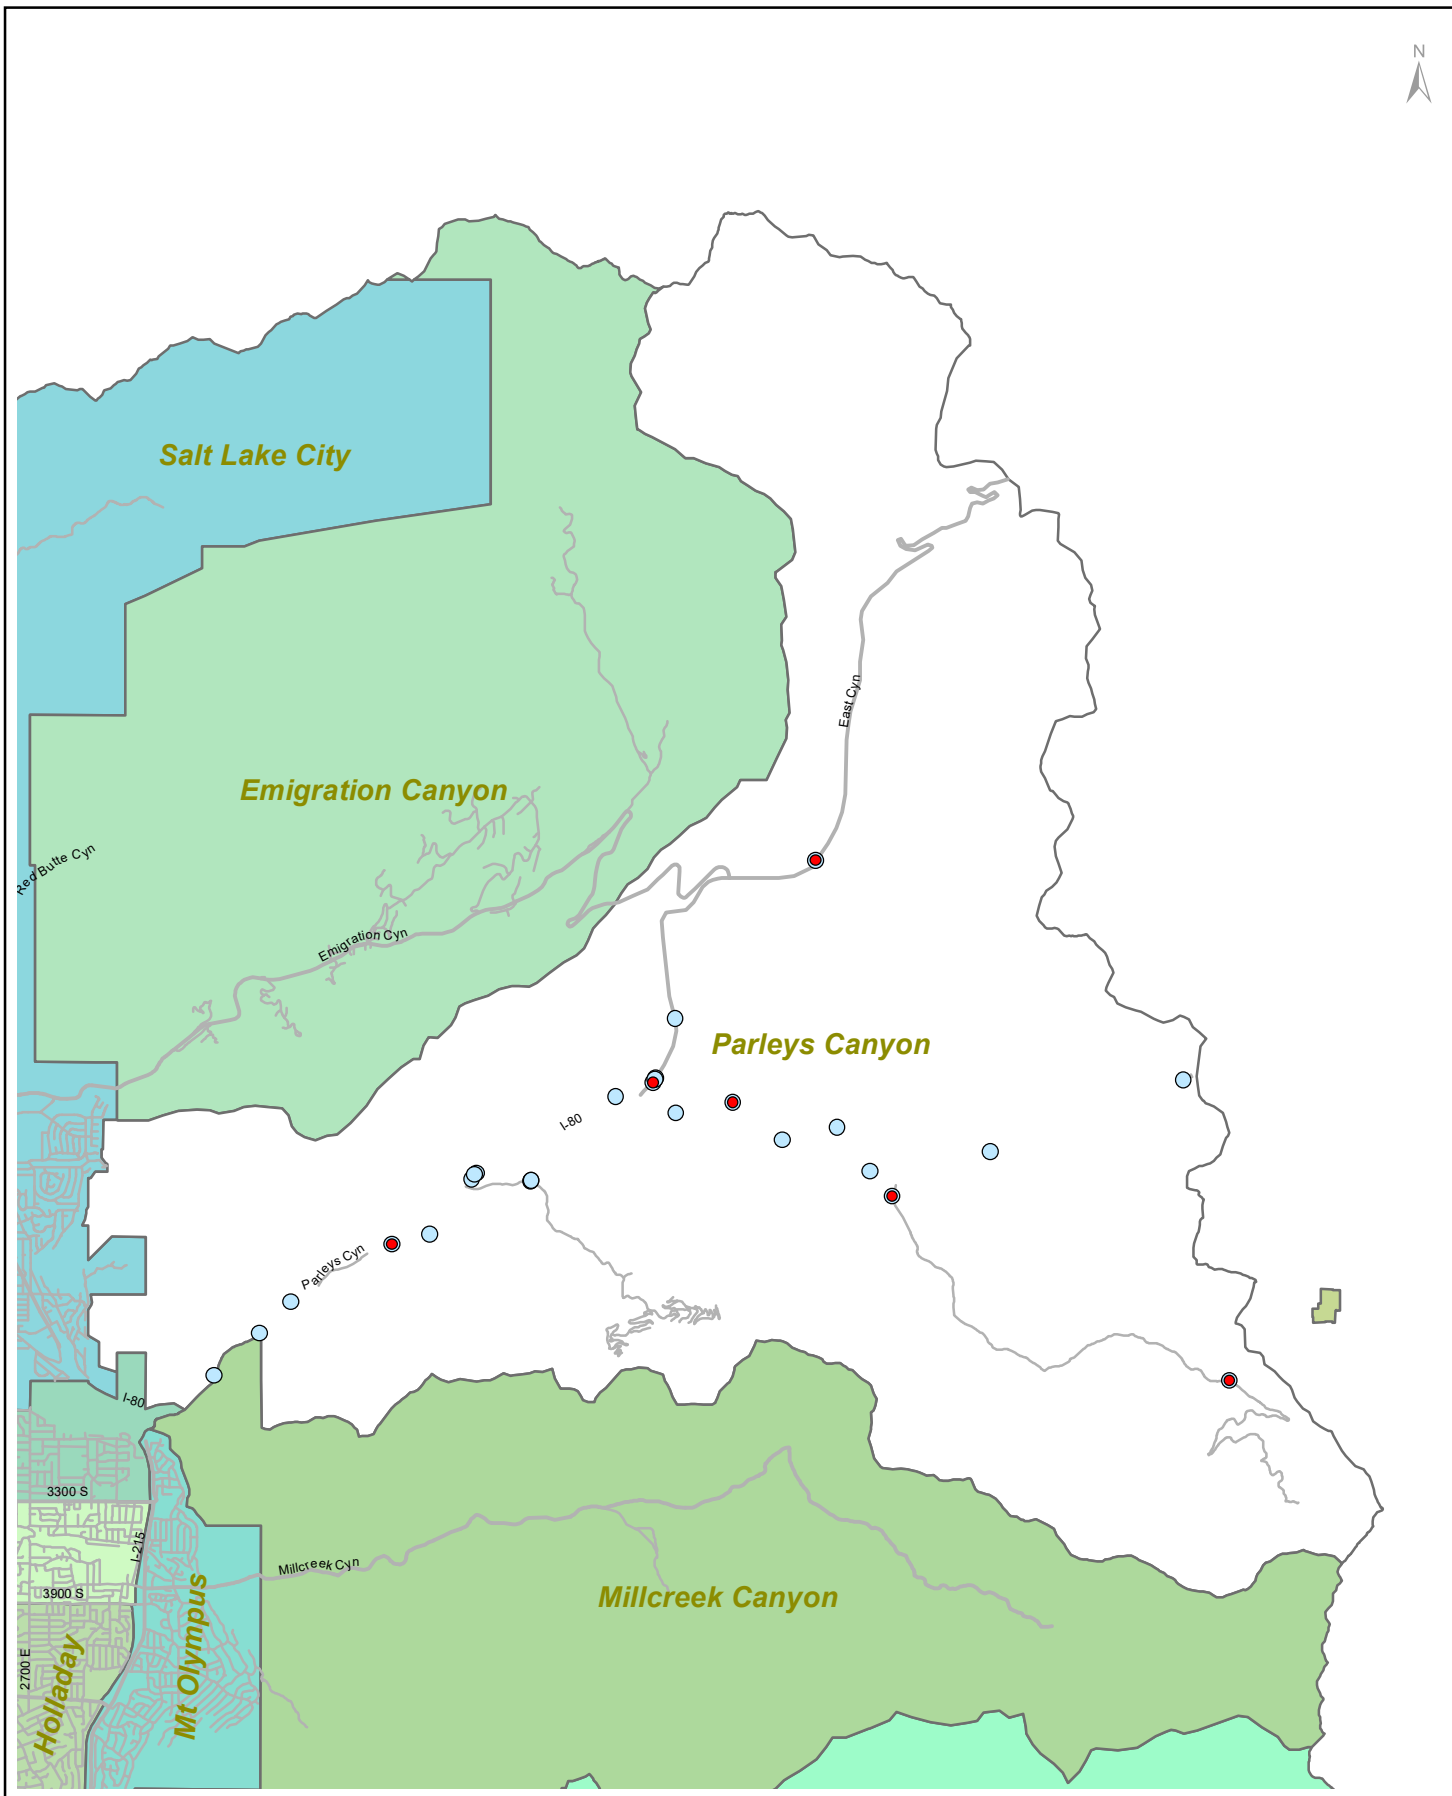 N
Salt Lake City
East Cyn
Emigration Canyon
Red Butte Cyn
Emigration Cyn
Parleys Canyon
I-80
Parleys Cyn
I-80
3300 S
I-215
Millcreek Cyn
3900 S
Millcreek Canyon
Mt Olympus
2700 E
Holladay